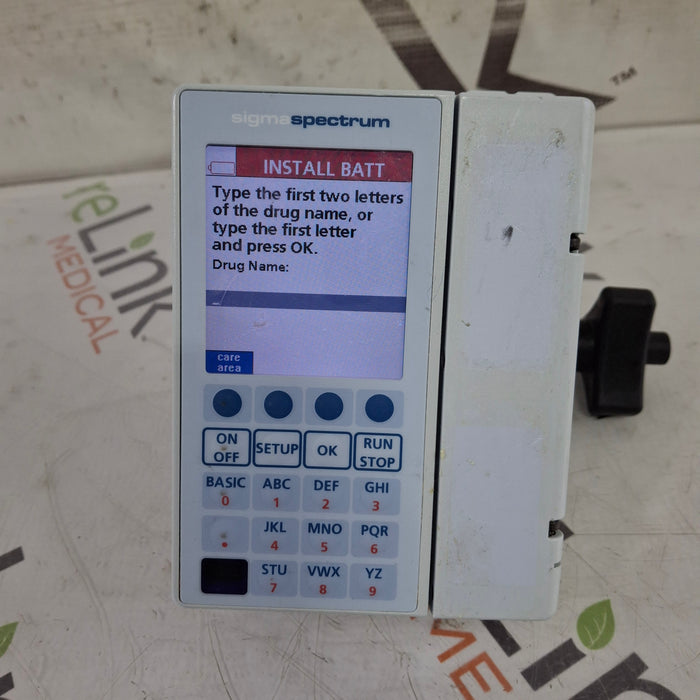 TM
sigmaspectrum
INSTALL BATT
Type the first two letters
of the drug name, or
type the first letter
and press OK.
Drug Name:
care
area
ON
OFF
SETUP
OK
RUN
STOP
BASIC
0
ABC
1
DEF
2
GHI
3
.
JKL
4
MNO
5
PQR
6
STU
7
VWX
8
YZ
9
reLink
MEDICAL